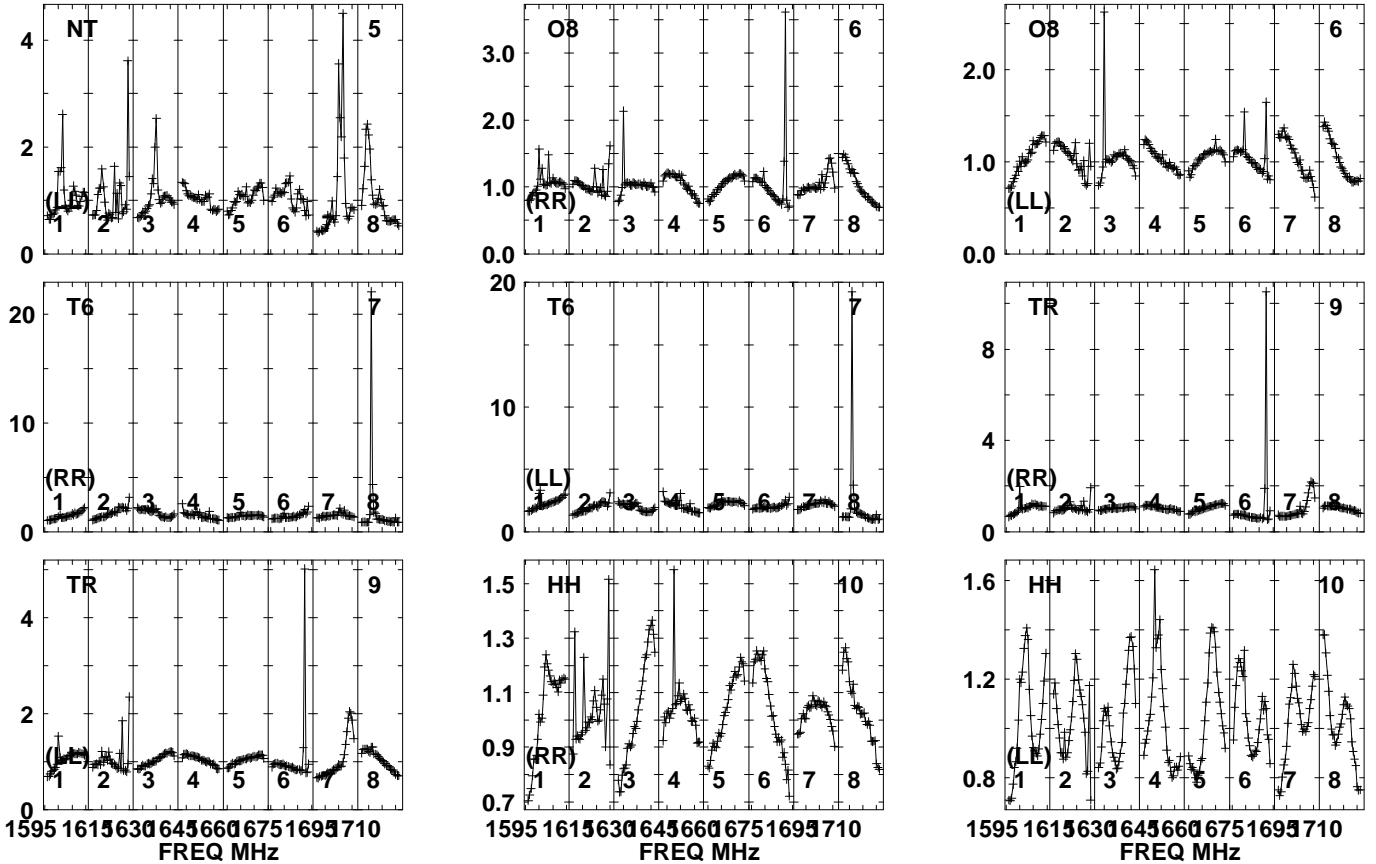 NT 5 O8 6 O8 6
4 3.0 2.0
2 2.0 1.0
1.0
0 0.0 0.0
(LL) (RR) (LL)
1 2 3 4 5 6 7 8 1 2 3 4 5 6 7 8 1 2 3 4 5 6 7 8
T6 7 T6 7 TR 9
20 20 8
10 10 4
2
0 0 0
(RR) (LL) (RR)
1 2 3 4 5 6 7 8 1 2 3 4 5 6 7 8 1 2 3 4 5 6 7 8
TR 9 HH 10 HH 10
4 1.5 1.6
1.3
2 1.1 1.2
0.9
0 0.7 0.8
(LL) (RR) (LL)
1 2 3 4 5 6 7 8 1 2 3 4 5 6 7 8 1 2 3 4 5 6 7 8
1595 1615 1630 1645 1660 1675 1695 1710 1595 1615 1630 1645 1660 1675 1695 1710 1595 1615 1630 1645 1660 1675 1695 1710
FREQ MHz FREQ MHz FREQ MHz